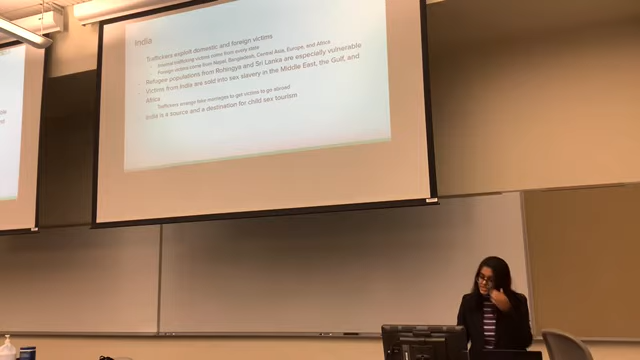 India
Traffickers exploit domestic and foreign victims
Internal trafficking victims come from every state
Foreign victims come from Nepal, Bangladesh, Central Asia, Europe, and Africa
Refugee populations from Rohingya and Sri Lanka are especially vulnerable
Victims from India are sold into sex slavery in the Middle East, the Gulf, and
Africa
Traffickers arrange fake marriages to get victims to go abroad
India is a source and a destination for child sex tourism